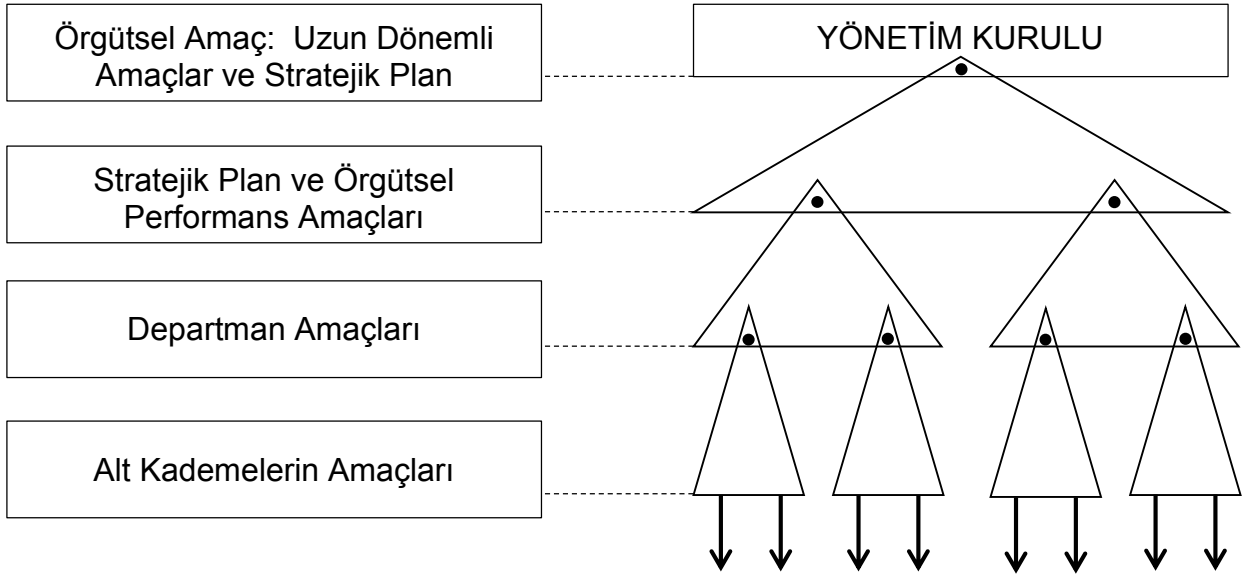 Örgütsel Amaç: Uzun Dönemli
Amaçlar ve Stratejik Plan
YÖNETİM KURULU
Stratejik Plan ve Örgütsel
Performans Amaçları
Departman Amaçları
Alt Kademelerin Amaçları